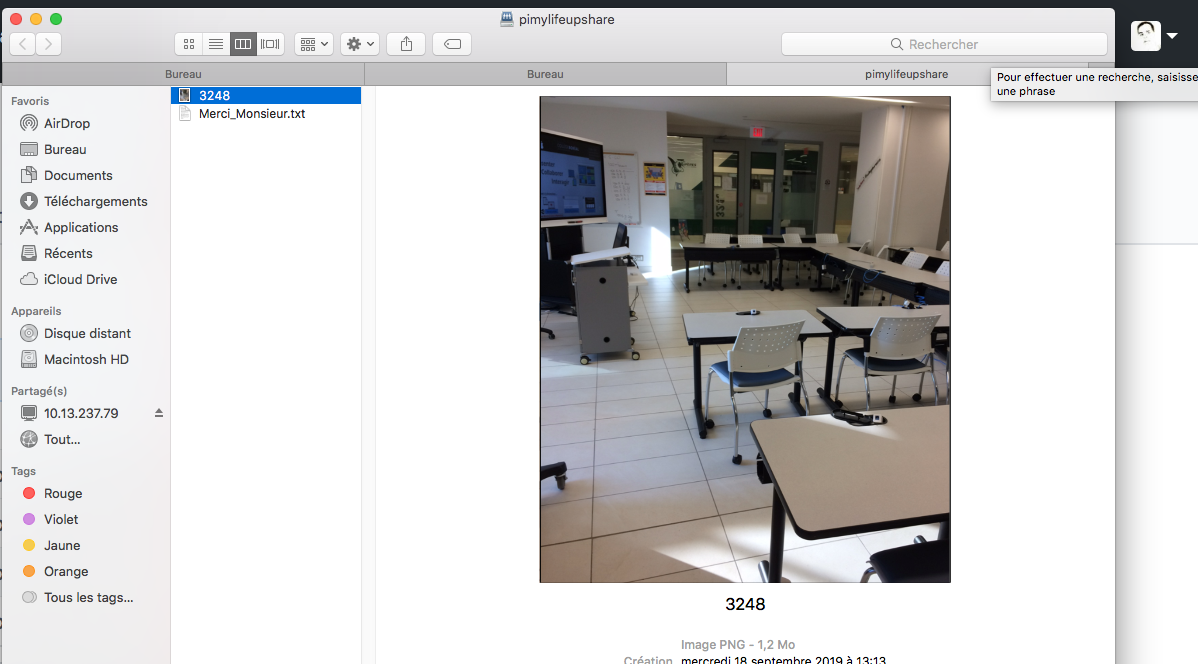 pimylifeupshare
Rechercher
Bureau
Bureau
pimylifeupshare
Pour effectuer une recherche, saisisse
une phrase
Favoris
AirDrop
Bureau
Documents
Téléchargements
Applications
Récents
iCloud Drive
Appareils
Disque distant
Macintosh HD
Partagé(s)
10.13.237.79
Tout...
Tags
Rouge
Violet
Jaune
Orange
Tous les tags...
3248
Merci_Monsieur.txt
3248
Image PNG - 1,2 Mo
Création mercredi 18 septembre 2019 à 13:13